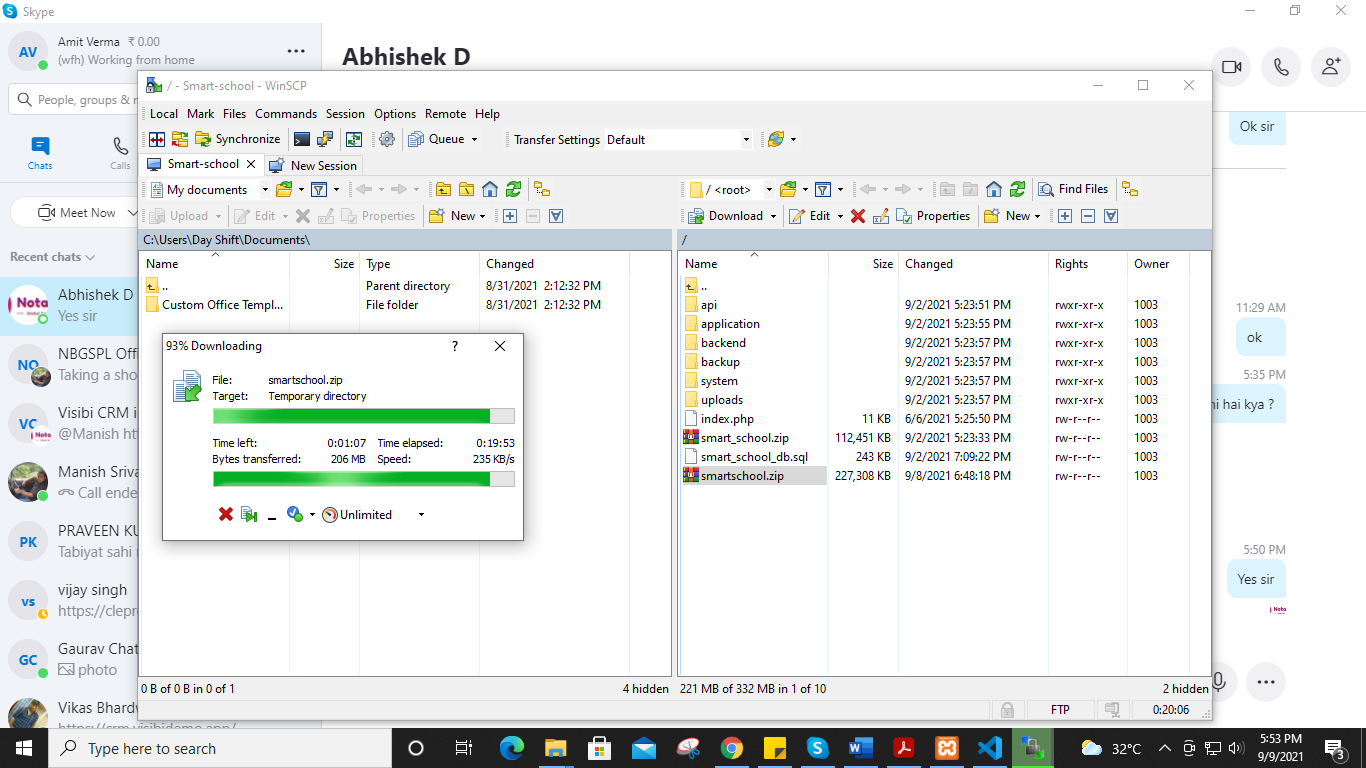 Skype
AV
Amit Verma ₹ 0.00
(wfh) Working from home
People, groups &
Chats
Calls
Meet Now
Recent chats
Nota
Abhishek D
Yes sir
NO
NBGSPL Off
Taking a sho
VC
Nota
Visibi CRM i
@Manish
Manish Sriva
Call ende
PK
PRAVEEN KU
Tabiyat sahi
vs
vijay singh
https://clepre
GC
Gaurav Chat
photo
Vikas Bhardw
https://crm.visibidemo.app/
Abhishek D
Ok sir
11:29 AM
ok
5:35 PM
hai kya ?
5:50 PM
Yes sir
Nota
/ - Smart-school - WinSCP
Local Mark Files Commands Session Options Remote Help
Synchronize
Queue
Transfer Settings Default
Smart-school
New Session
My documents
/ <root>
Find Files
Upload
Edit
Properties
New
Download
Edit
Properties
New
C:\Users\Day Shift\Documents\
/
Name Size Type Changed
.. Parent directory 8/31/2021 2:12:32 PM
Custom Office Templ... File folder 8/31/2021 2:12:32 PM
Name Size Changed Rights Owner
..
api 9/2/2021 5:23:51 PM rwxr-xr-x 1003
application 9/2/2021 5:23:55 PM rwxr-xr-x 1003
backend 9/2/2021 5:23:57 PM rwxr-xr-x 1003
backup 9/2/2021 5:23:57 PM rwxr-xr-x 1003
system 9/2/2021 5:23:57 PM rwxr-xr-x 1003
uploads 9/2/2021 5:23:57 PM rwxr-xr-x 1003
index.php 11 KB 6/6/2021 5:25:50 PM rw-r--r-- 1003
smart_school.zip 112,451 KB 9/2/2021 5:23:33 PM rw-r--r-- 1003
smart_school_db.sql 243 KB 9/2/2021 7:09:22 PM rw-r--r-- 1003
smartschool.zip 227,308 KB 9/8/2021 6:48:18 PM rw-r--r-- 1003
93% Downloading ?
File: smartschool.zip
Target: Temporary directory
Time left: 0:01:07 Time elapsed: 0:19:53
Bytes transferred: 206 MB Speed: 235 KB/s
Unlimited
0 B of 0 B in 0 of 1
4 hidden
221 MB of 332 MB in 1 of 10
2 hidden
FTP
0:20:06
Type here to search
32°C
5:53 PM
9/9/2021
3